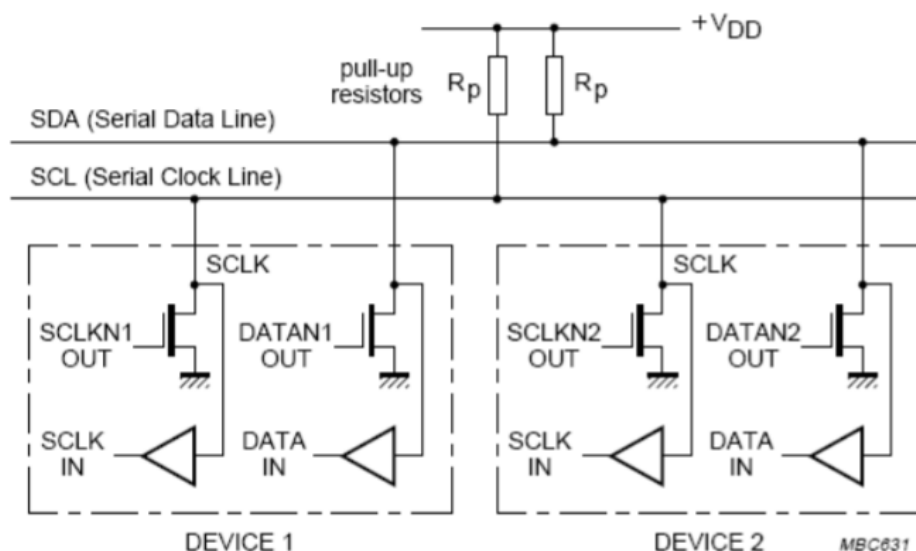 +VDD
pull-up
resistors
Rp
Rp
SDA (Serial Data Line)
SCL (Serial Clock Line)
SCLK
SCLK
SCLKN1
OUT
DATAN1
OUT
SCLKN2
OUT
DATAN2
OUT
SCLK
IN
DATA
IN
SCLK
IN
DATA
IN
DEVICE 1
DEVICE 2
MBC631